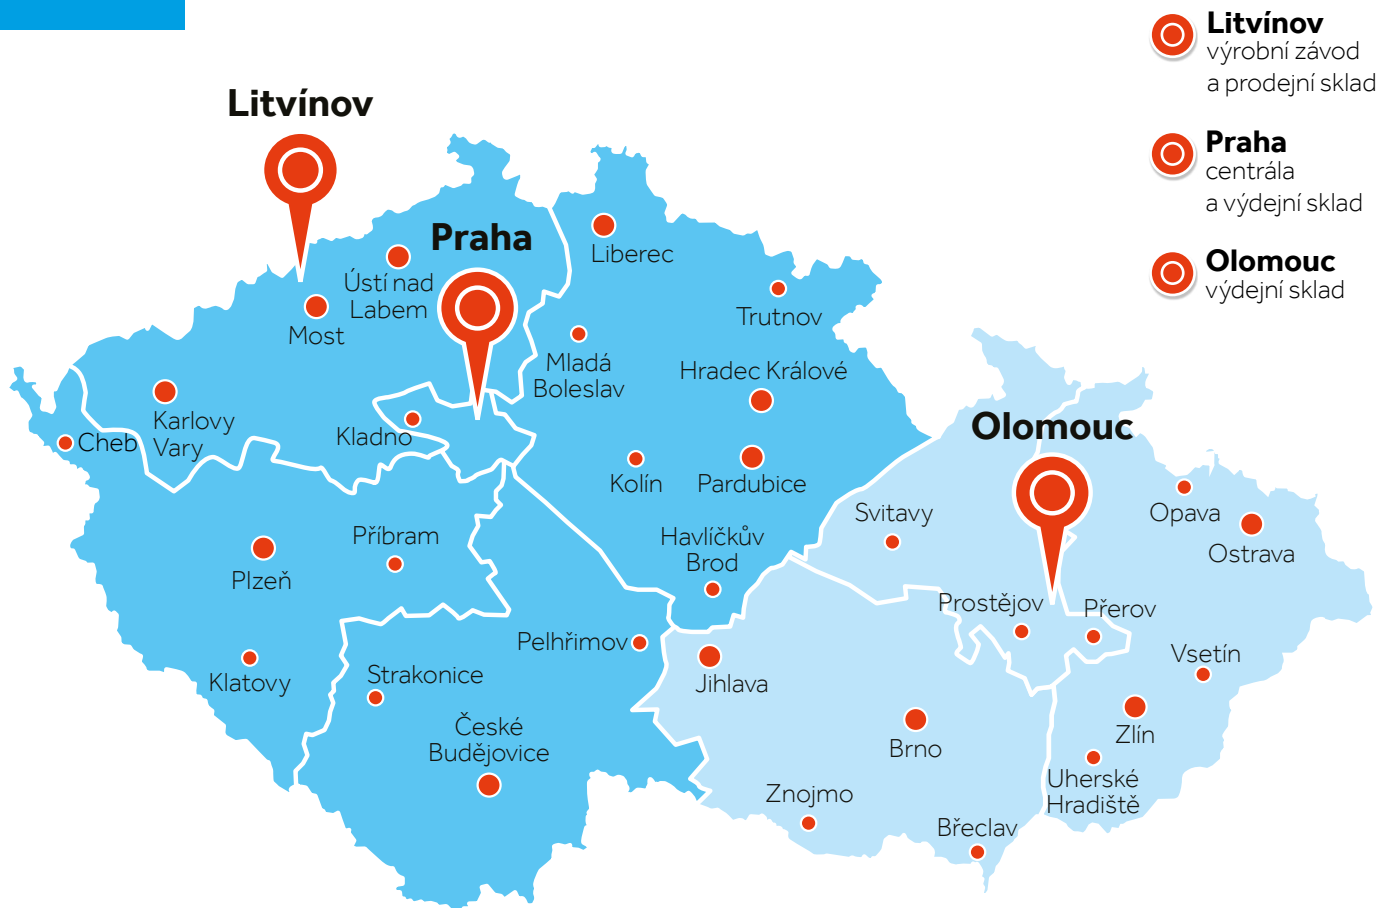 Litvínov
výrobní závod
a prodejní sklad
Praha
centrála
a výdejní sklad
Olomouc
výdejní sklad
Litvínov
Praha
Liberec
Ústí nad
Labem
Most
Trutnov
Mladá
Boleslav
Hradec Králové
Karlovy
Vary
Cheb
Kladno
Olomouc
Kolín
Pardubice
Svitavy
Opava
Ostrava
Příbram
Havlíčkův
Brod
Plzeň
Prostějov
Přerov
Pelhřimov
Vsetín
Klatovy
Strakonice
Jihlava
České
Budějovice
Brno
Zlín
Uherské
Hradiště
Znojmo
Břeclav